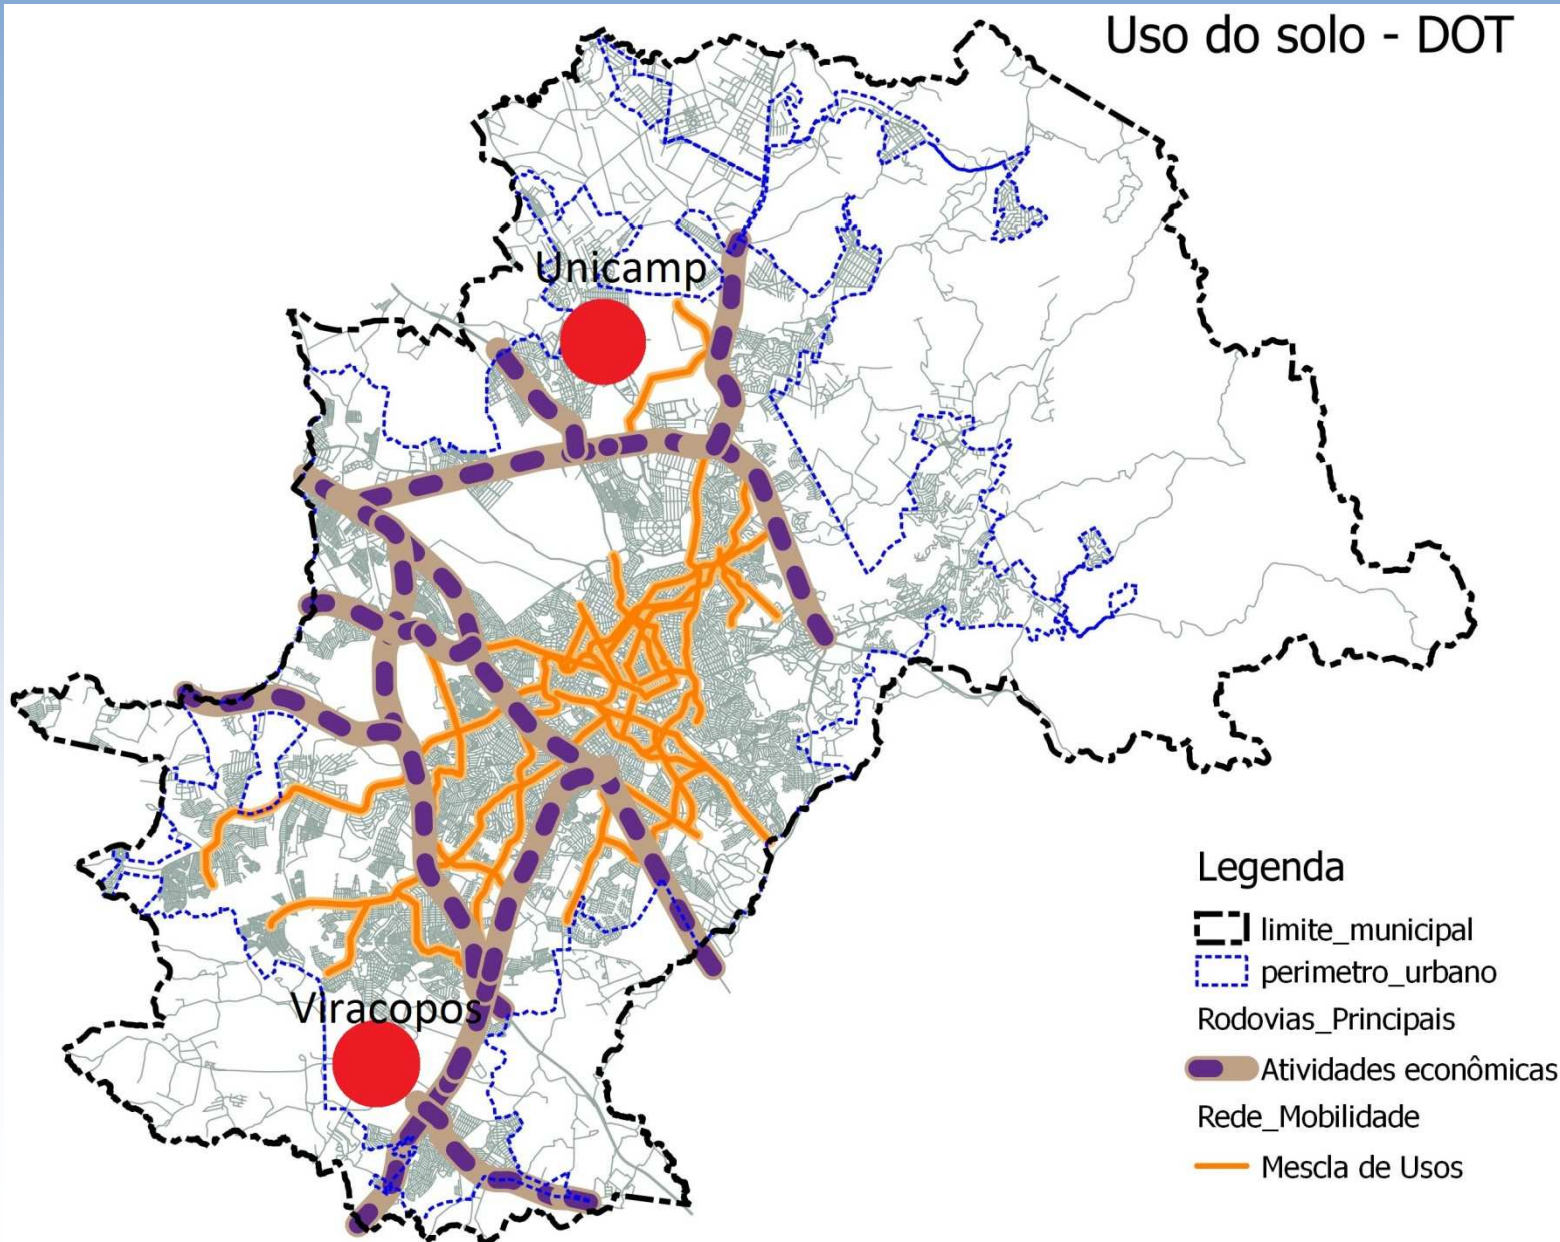 Uso do solo - DOT
Unicamp
Viracopos
Legenda
limite_municipal
perimetro_urbano
Rodovias_Principais
Atividades econômicas
Rede_Mobilidade
Mescla de Usos